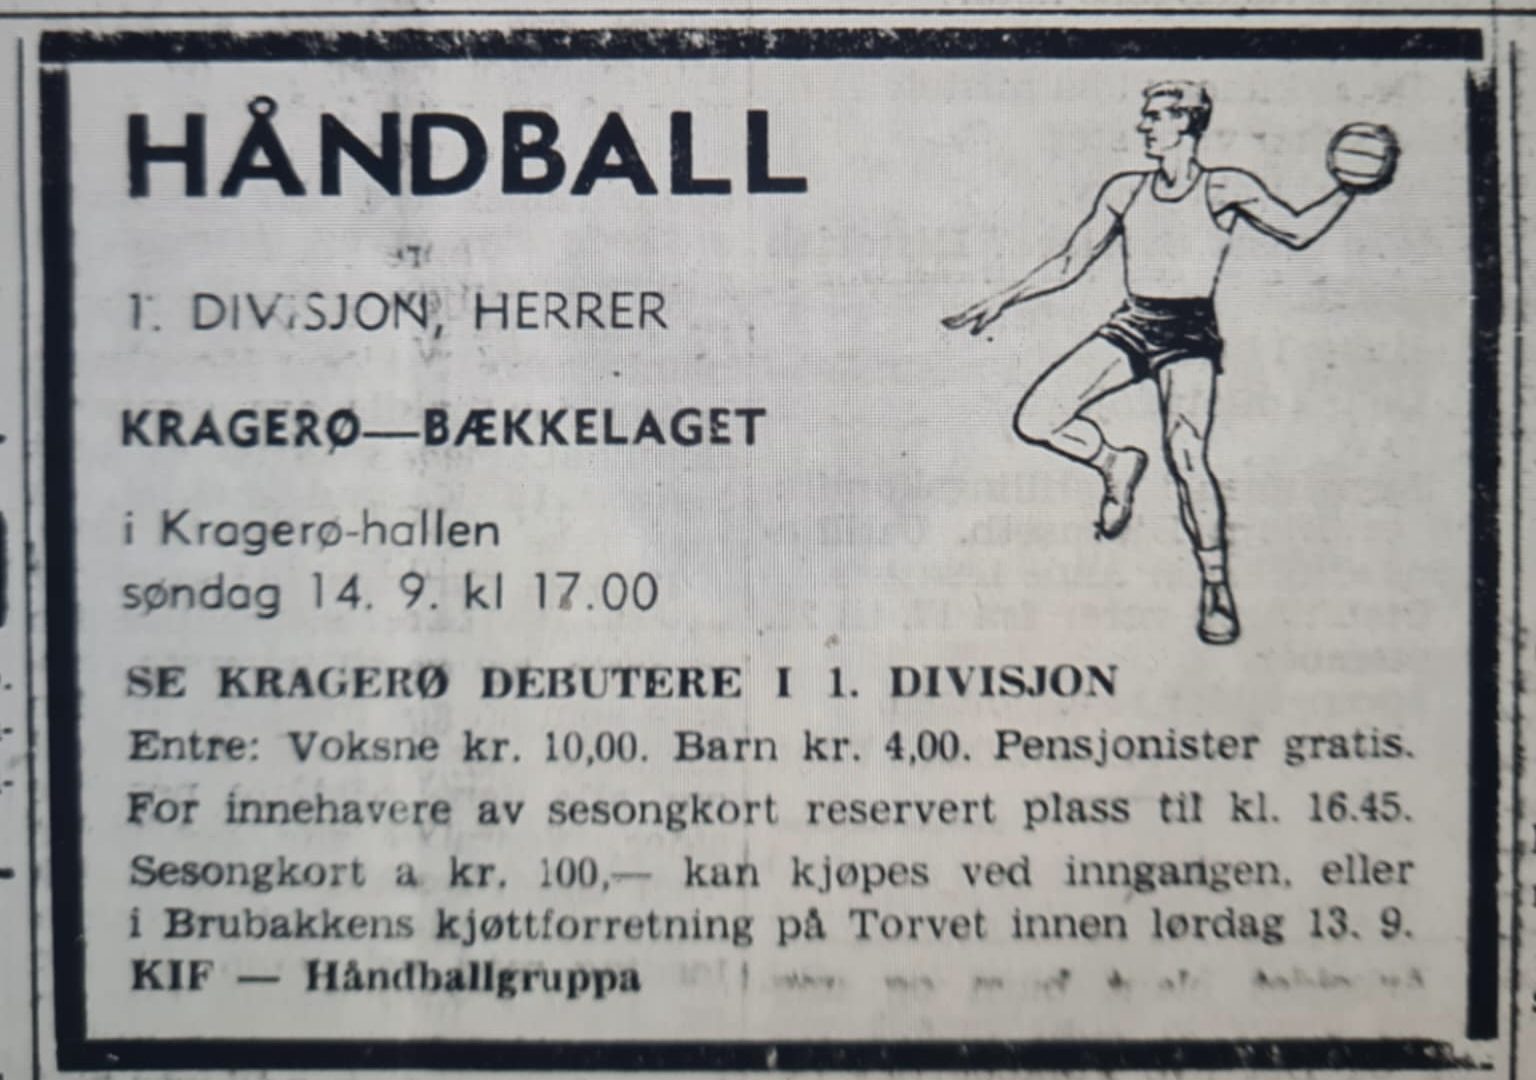 HÅNDBALL
1. DIVISJON, HERRER
KRAGERØ—BÆKKELAGET
i Kragerø-hallen
søndag 14. 9. kl 17.00
SE KRAGERØ DEBUTERE I 1. DIVISJON
Entre: Voksne kr. 10,00. Barn kr. 4,00. Pensjonister gratis.
For innehavere av sesongkort reservert plass til kl. 16.45.
Sesongkort a kr. 100,— kan kjøpes ved inngangen, eller
i Brubakkens kjøttforretning på Torvet innen lørdag 13. 9.
KIF — Håndballgruppa